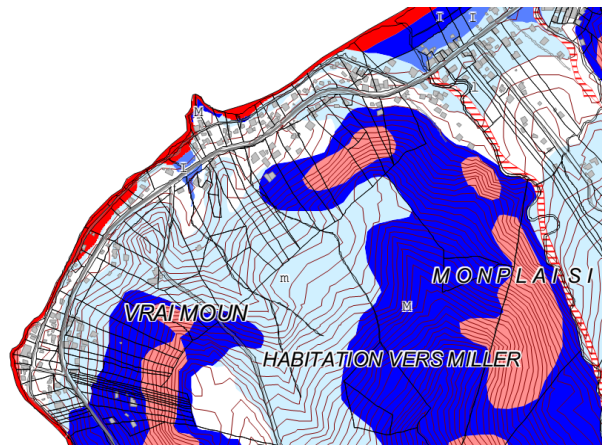 I I
M
I
MONPLAISI
m
VRAI MOUN
M
HABITATION VERS MILLER